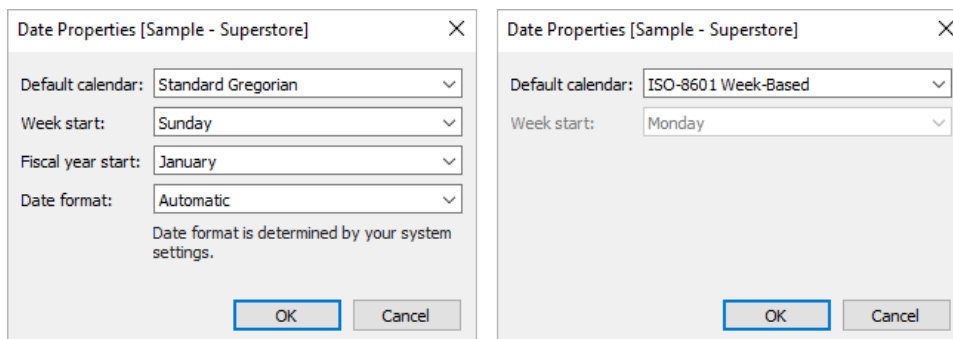 Date Properties [Sample - Superstore]
Default calendar: Standard Gregorian
Week start: Sunday
Fiscal year start: January
Date format: Automatic
Date format is determined by your system
settings.
OK Cancel
Date Properties [Sample - Superstore]
Default calendar: ISO-8601 Week-Based
Week start: Monday
OK Cancel